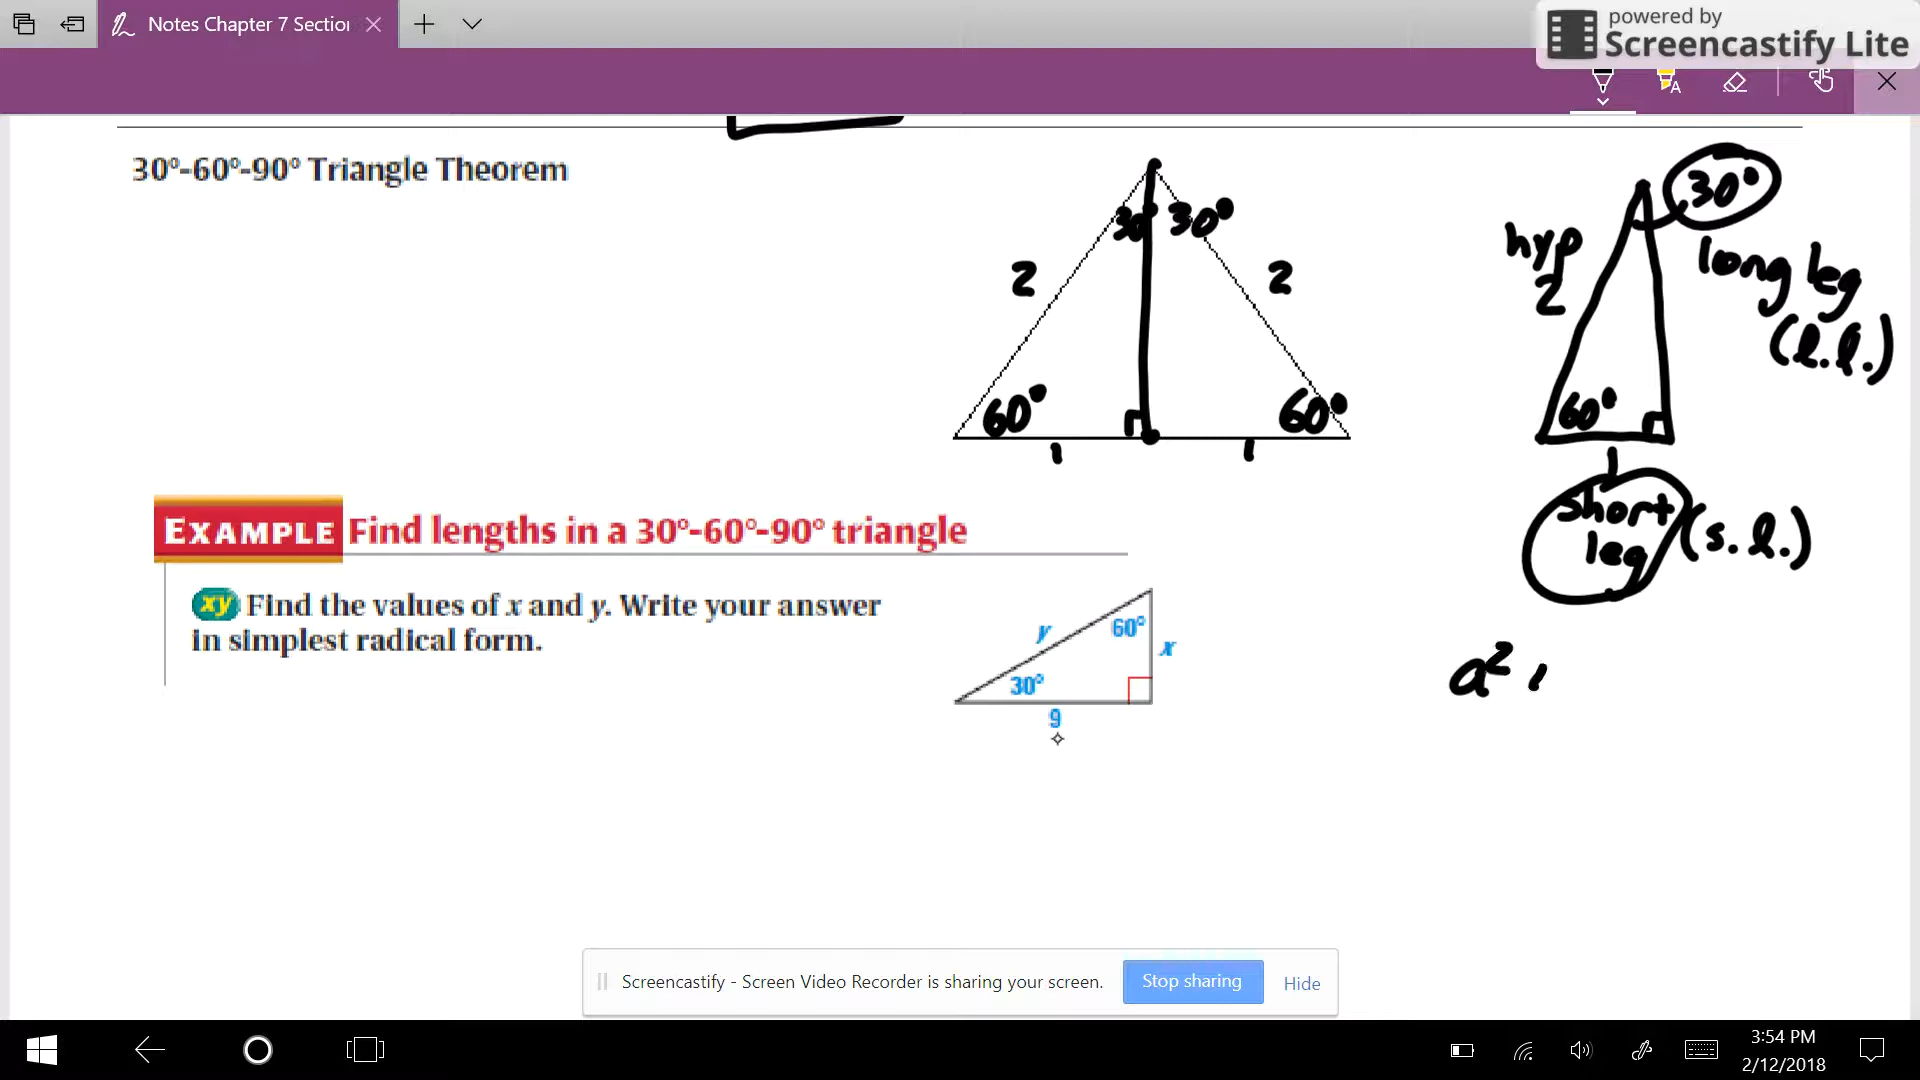 Notes Chapter 7 Section
powered by
Screencastify Lite
30°-60°-90° Triangle Theorem
30 30°
2 2
60° 60°
1 1
30°
hyp
2
long leg
(l.l.)
60°
1
short
leg
(s.l.)
EXAMPLE Find lengths in a 30°-60°-90° triangle
xy Find the values of x and y. Write your answer
in simplest radical form.
y 60° x
30°
9
a²
Screencastify - Screen Video Recorder is sharing your screen. Stop sharing Hide
3:54 PM
2/12/2018